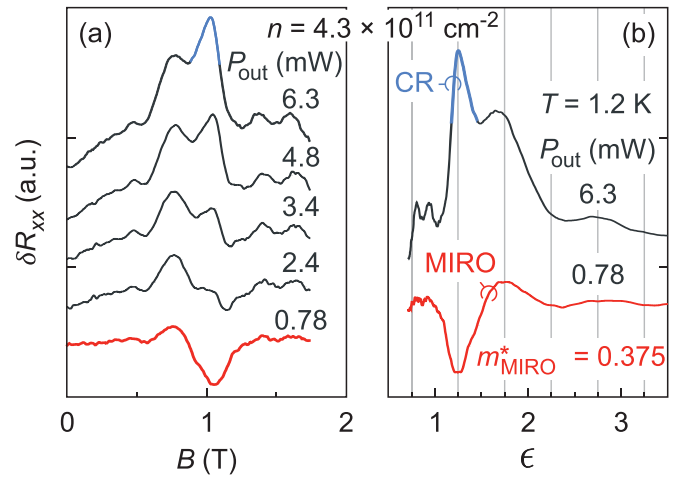 (a)
n = 4.3 × 10¹¹ cm⁻²
(b)
P_out (mW)
6.3
4.8
3.4
2.4
0.78
δR_xx (a.u.)
0
1
2
B (T)
CR
T = 1.2 K
P_out (mW)
6.3
MIRO
0.78
m*_MIRO = 0.375
1
2
3
ϵ